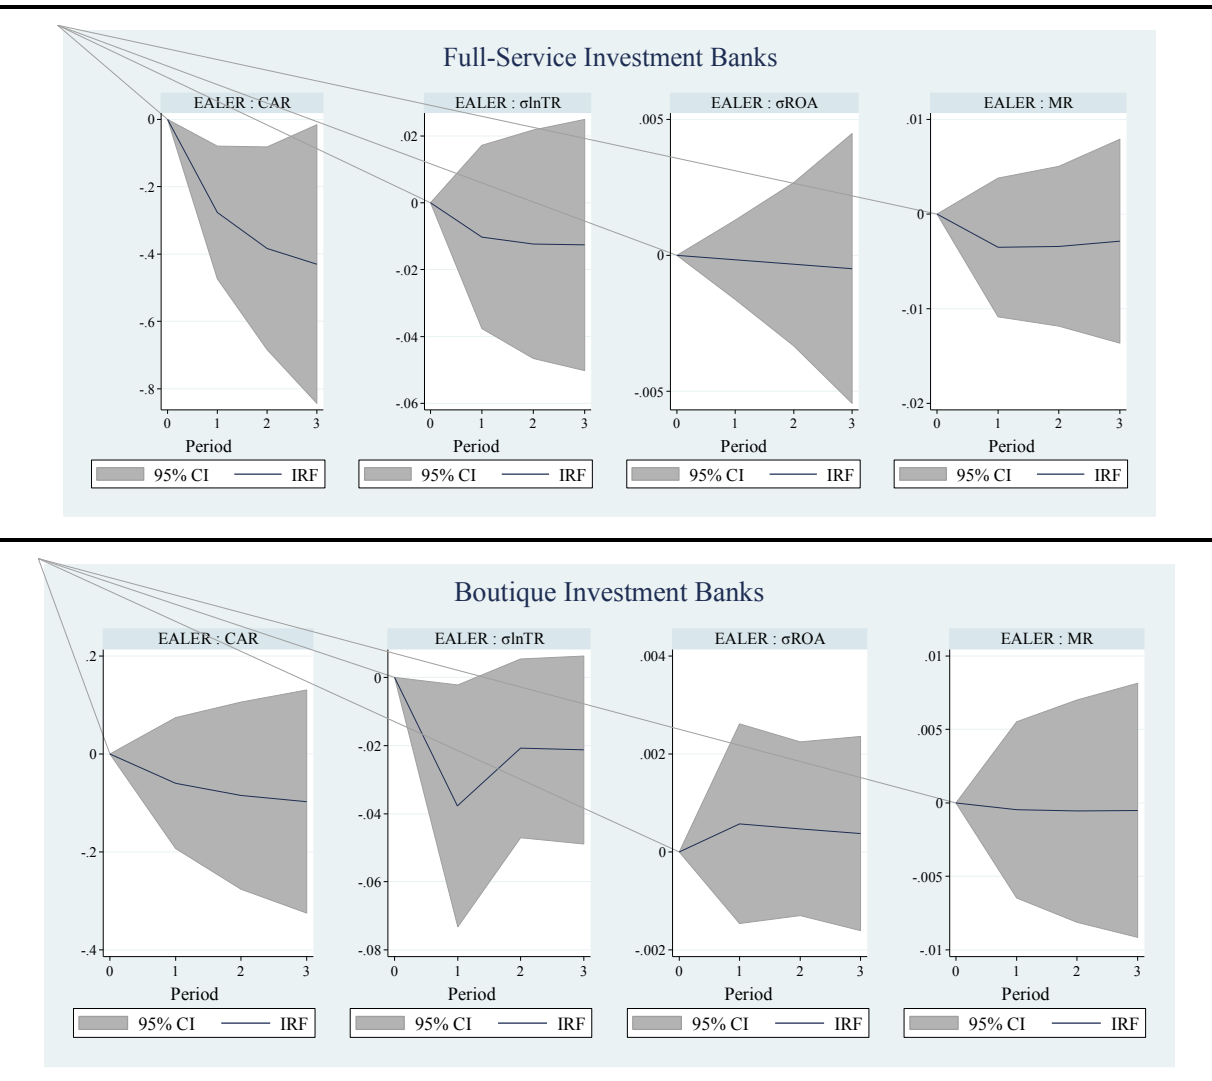 Full-Service Investment Banks
EALER : CAR
EALER : σlnTR
EALER : σROA
EALER : MR
0
-.2
-.4
-.6
-.8
.02
0
-.02
-.04
-.06
.005
0
-.005
.01
0
-.01
-.02
0 1 2 3
0 1 2 3
0 1 2 3
0 1 2 3
Period
Period
Period
Period
95% CI IRF
95% CI IRF
95% CI IRF
95% CI IRF
Boutique Investment Banks
EALER : CAR
EALER : σlnTR
EALER : σROA
EALER : MR
.2
0
-.2
-.4
0
-.02
-.04
-.06
-.08
.004
.002
0
-.002
.01
.005
0
-.005
-.01
0 1 2 3
0 1 2 3
0 1 2 3
0 1 2 3
Period
Period
Period
Period
95% CI IRF
95% CI IRF
95% CI IRF
95% CI IRF